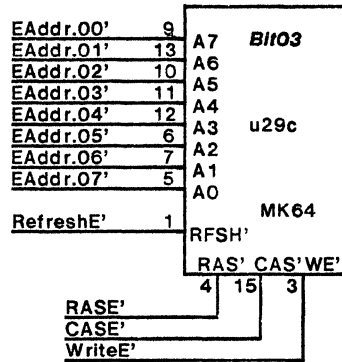 EAddr.00' 9 A7 Bit03
EAddr.01' 13 A6
EAddr.02' 10 A5
EAddr.03' 11 A4
EAddr.04' 12 A3 u29c
EAddr.05' 6 A2
EAddr.06' 7 A1
EAddr.07' 5 A0
MK64
RefreshE' 1 RFSH'
RAS' CAS' WE'
4 15 3
RASE'
CASE'
WriteE'